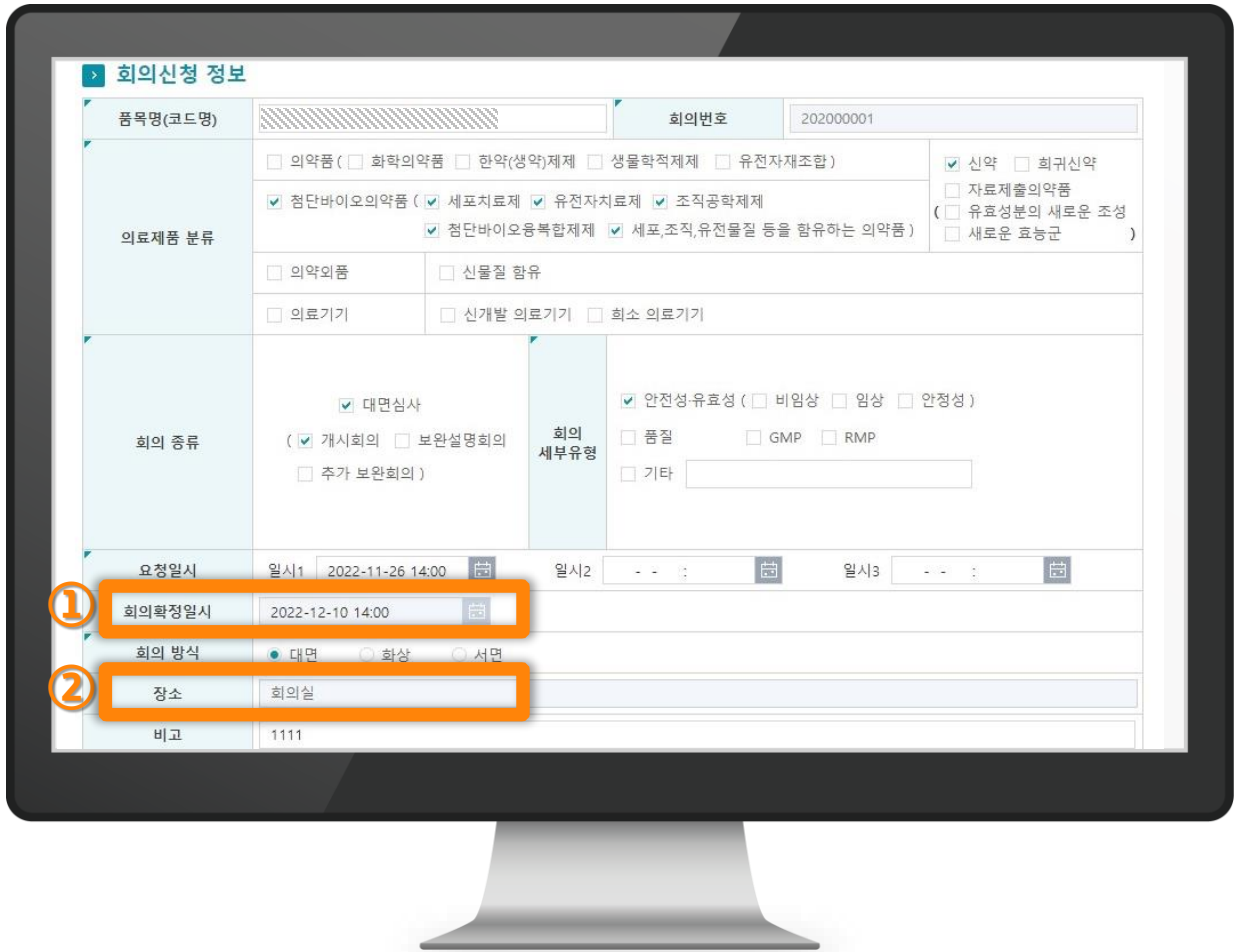 회의신청 정보
품목명(코드명) 회의번호 202000001
의료제품 분류
의약품 ( 화학의약품 한약(생약)제제 생물학적제제 유전자재조합 )
첨단바이오의약품 ( 세포치료제 유전자치료제 조직공학제제
첨단바이오융복합제제 세포,조직,유전물질 등을 함유하는 의약품 )
신약 희귀신약
자료제출의약품
( 유효성분의 새로운 조성
새로운 효능군 )
의약외품 신물질 함유
의료기기 신개발 의료기기 희소 의료기기
회의 종류
대면심사
( 개시회의 보완설명회의
추가 보완회의 )
회의
세부유형
안전성·유효성 ( 비임상 임상 안정성 )
품질 GMP RMP
기타
요청일시 일시1 2022-11-26 14:00 일시2 - - : 일시3 - - :
① 회의확정일시 2022-12-10 14:00
회의 방식 대면 화상 서면
② 장소 회의실
비고 1111